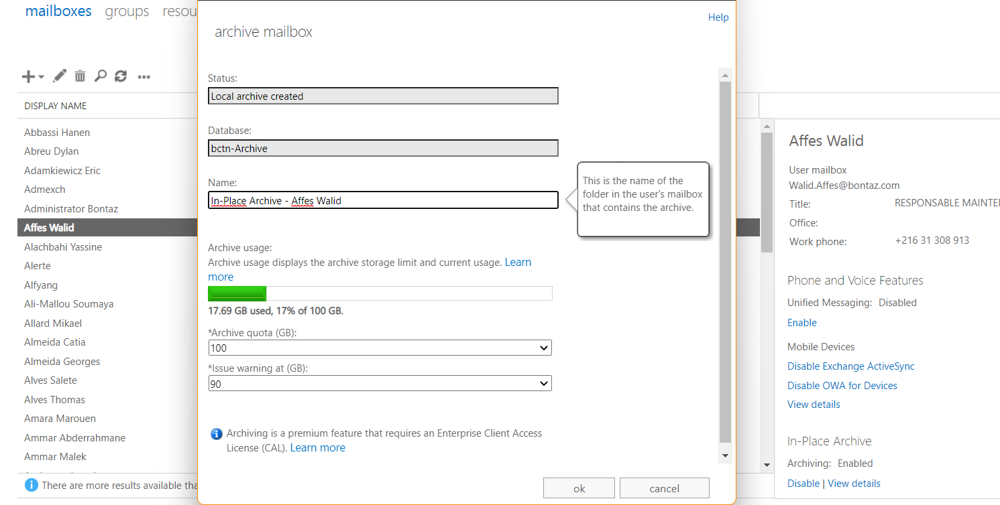 mailboxes groups resou
Help
archive mailbox
DISPLAY NAME
Abbassi Hanen
Abreu Dylan
Adamkiewicz Eric
Admexch
Administrator Bontaz
Affes Walid
Alachbahi Yassine
Alerte
Alfyang
Ali-Mallou Soumaya
Allard Mikael
Almeida Catia
Almeida Georges
Alves Salete
Alves Thomas
Amara Marouen
Ammar Abderrahmane
Ammar Malek
There are more results available tha
Status:
Local archive created
Database:
bctn-Archive
Name:
In-Place Archive - Affes Walid
This is the name of the
folder in the user's mailbox
that contains the archive.
Archive usage:
Archive usage displays the archive storage limit and current usage. Learn
more
17.69 GB used, 17% of 100 GB.
*Archive quota (GB):
100
*Issue warning at (GB):
90
Archiving is a premium feature that requires an Enterprise Client Access
License (CAL). Learn more
ok cancel
Affes Walid
User mailbox
Walid.Affes@bontaz.com
Title: RESPONSABLE MAINTE
Office:
Work phone: +216 31 308 913
Phone and Voice Features
Unified Messaging: Disabled
Enable
Mobile Devices
Disable Exchange ActiveSync
Disable OWA for Devices
View details
In-Place Archive
Archiving: Enabled
Disable | View details